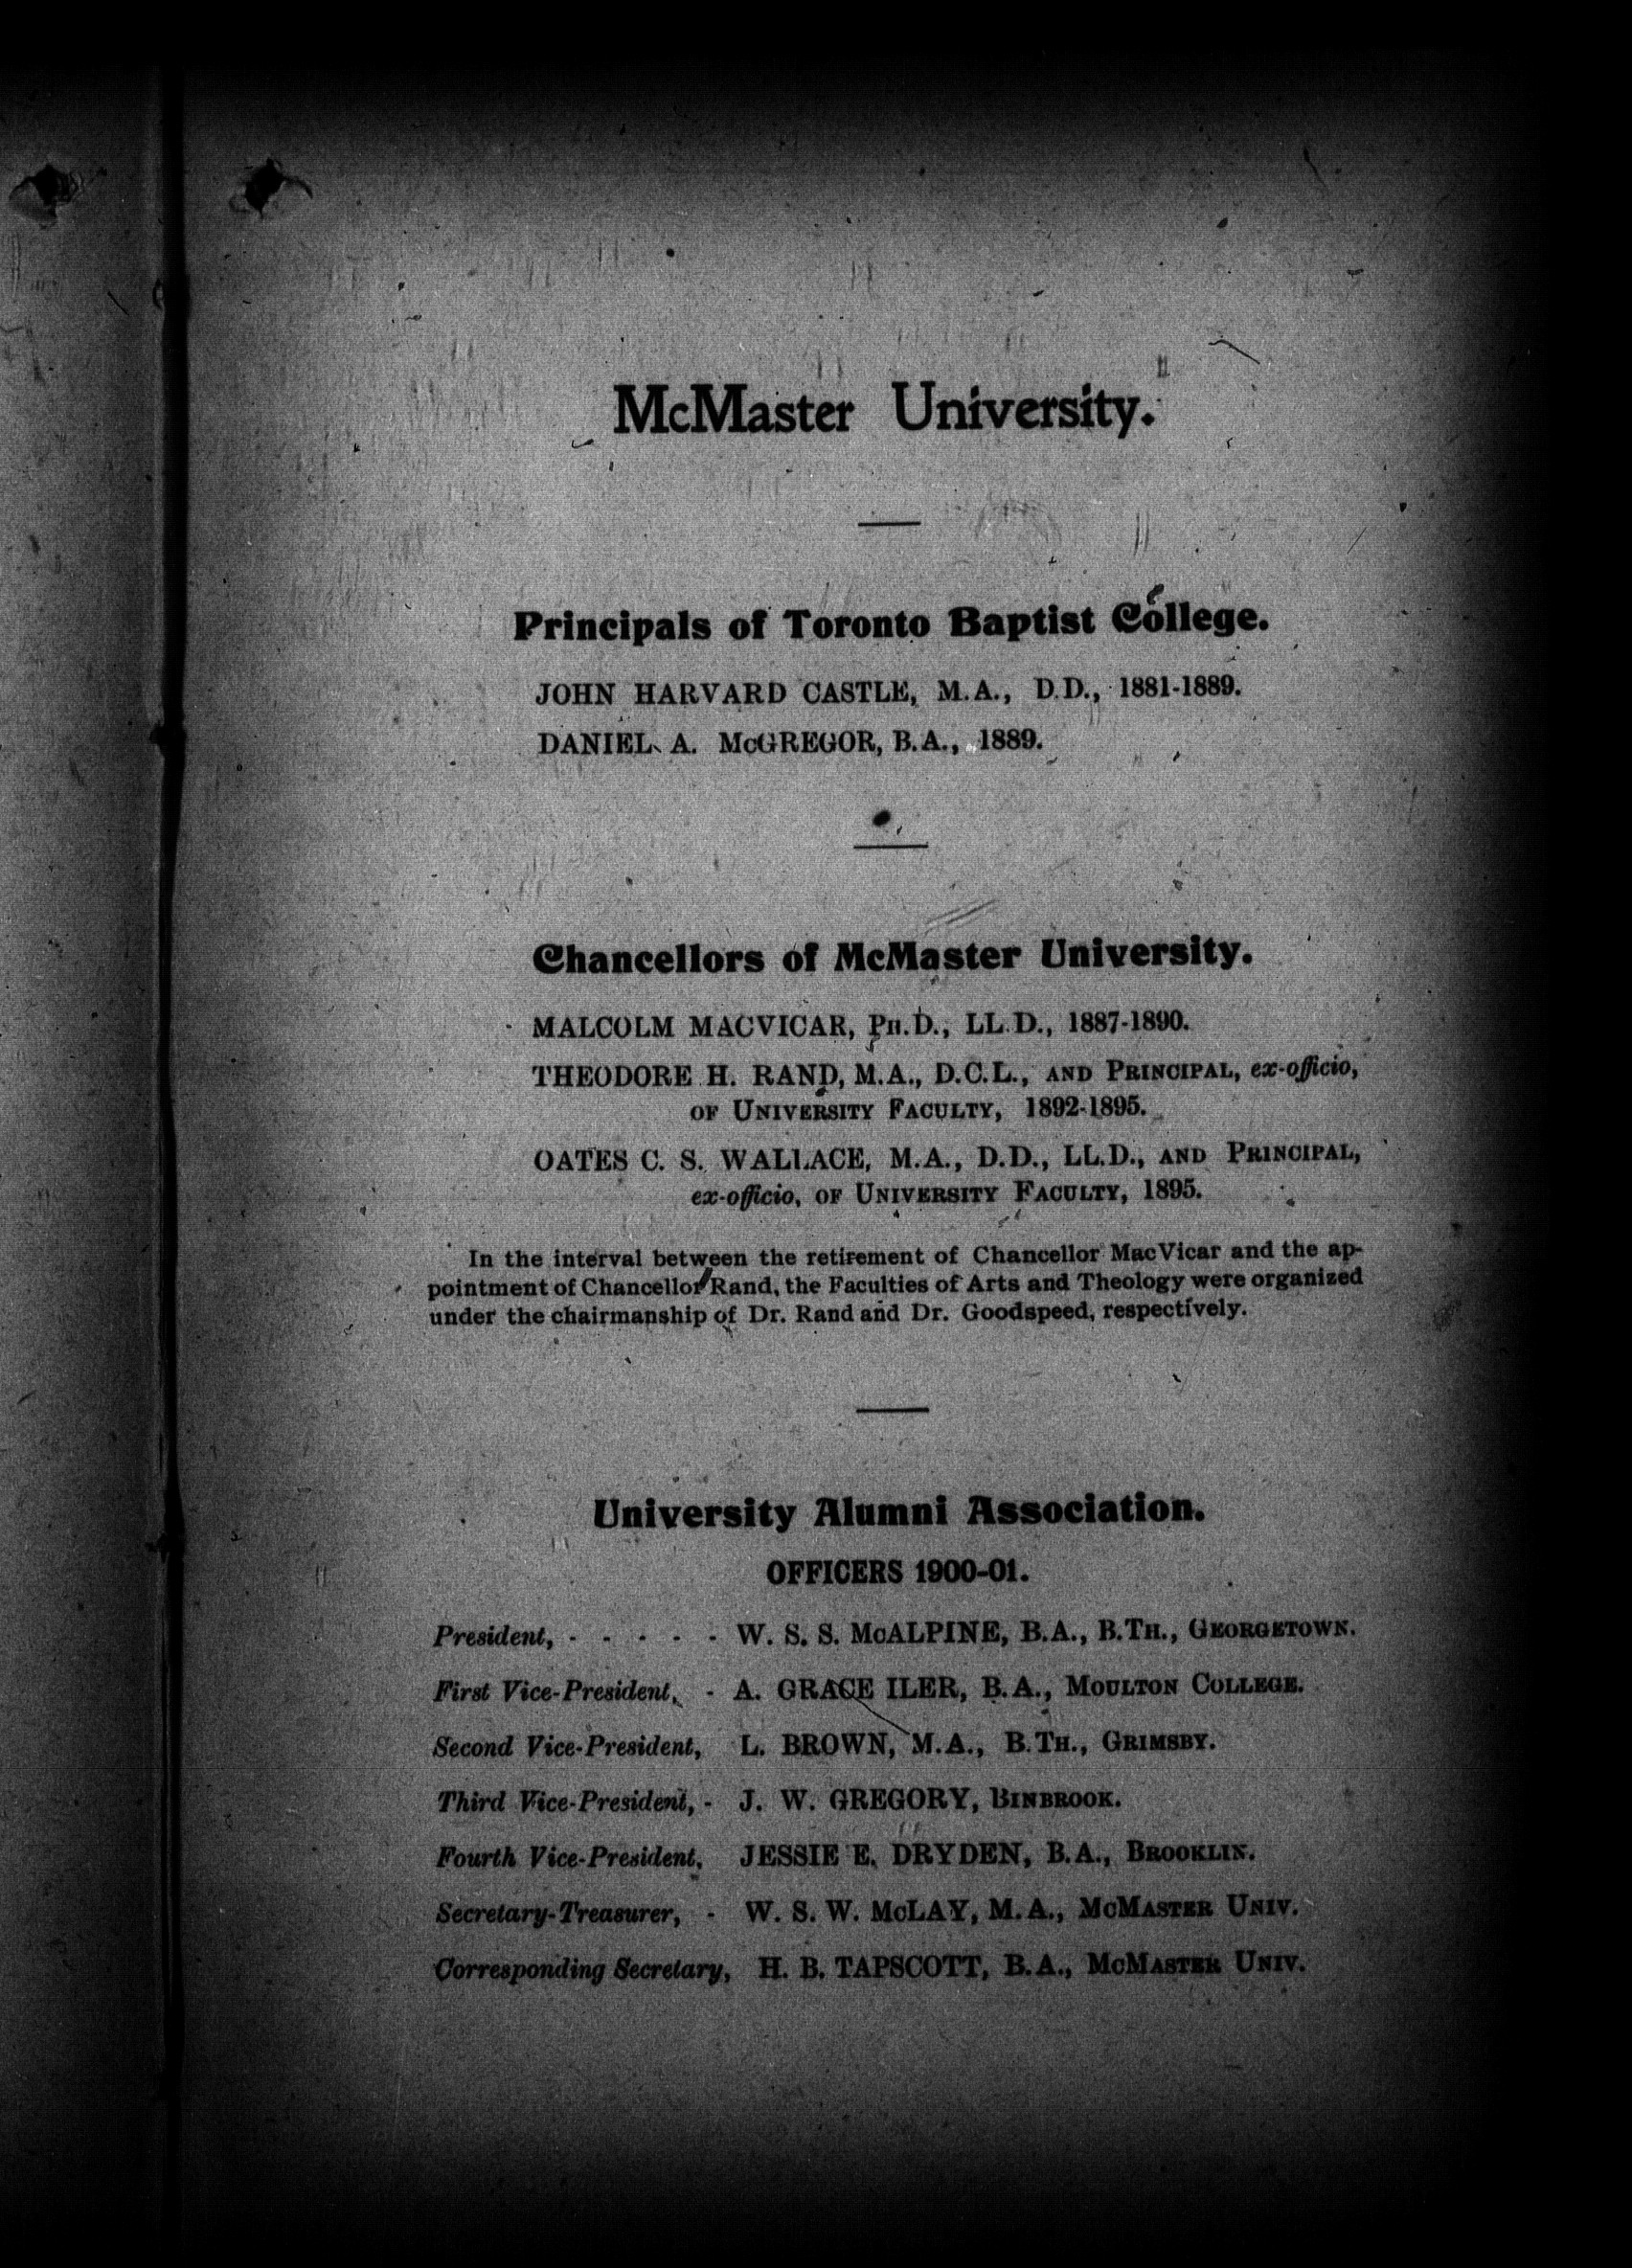 McMaster University.
Principals of Toronto Baptist College.
JOHN HARVARD CASTLE, M.A., D.D., 1881-1889.
DANIEL A. McGREGOR, B.A., 1889.
Chancellors of McMaster University.
MALCOLM MACVICAR, PH.D., LL.D., 1887-1890.
THEODORE H. RAND, M.A., D.C.L., AND PRINCIPAL, ex-officio,
OF UNIVERSITY FACULTY, 1892-1895.
OATES C. S. WALLACE, M.A., D.D., LL.D., AND PRINCIPAL,
ex-officio, OF UNIVERSITY FACULTY, 1895.
In the interval between the retirement of Chancellor MacVicar and the ap-
pointment of Chancellor Rand, the Faculties of Arts and Theology were organized
under the chairmanship of Dr. Rand and Dr. Goodspeed, respectively.
University Alumni Association.
OFFICERS 1900-01.
President, - - - - - W. S. S. McALPINE, B.A., B.TH., GEORGETOWN.
First Vice-President, - A. GRACE ILER, B.A., MOULTON COLLEGE.
Second Vice-President, L. BROWN, M.A., B.TH., GRIMSBY.
Third Vice-President, - J. W. GREGORY, BINBROOK.
Fourth Vice-President, JESSIE E. DRYDEN, B.A., BROOKLIN.
Secretary-Treasurer, - W. S. W. McLAY, M.A., McMASTER UNIV.
Corresponding Secretary, H. B. TAPSCOTT, B.A., McMASTER UNIV.